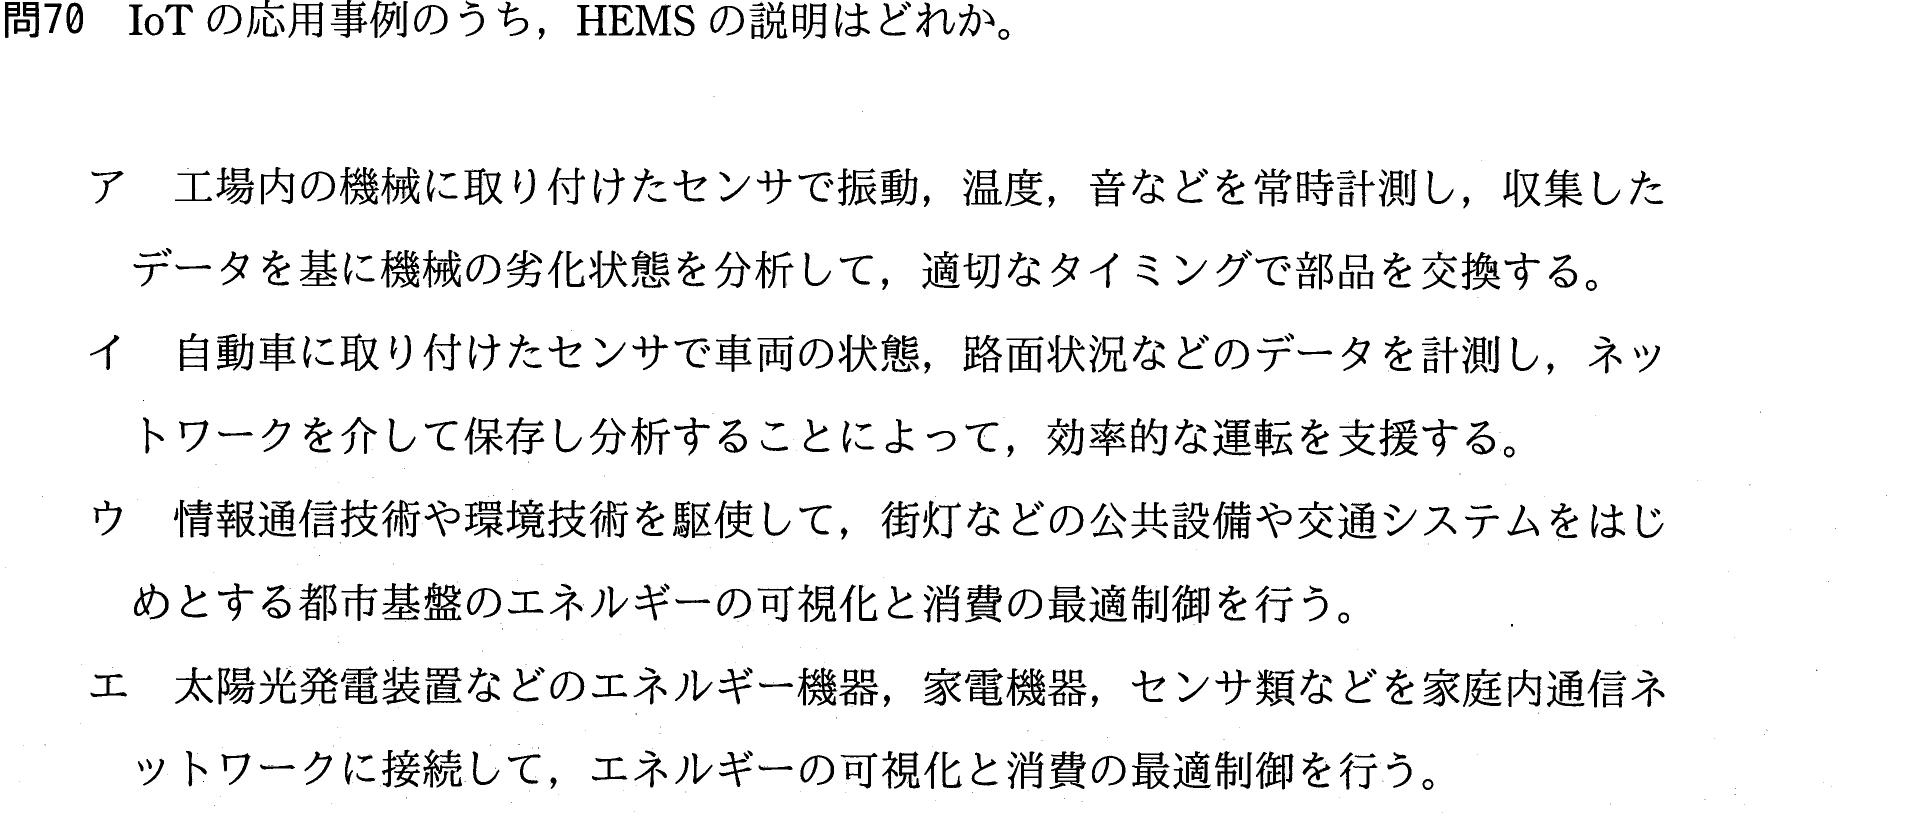 問70 IoT の応用事例のうち，HEMS の説明はどれか。
ア 工場内の機械に取り付けたセンサで振動，温度，音などを常時計測し，収集した
データを基に機械の劣化状態を分析して，適切なタイミングで部品を交換する。
イ 自動車に取り付けたセンサで車両の状態，路面状況などのデータを計測し，ネッ
トワークを介して保存し分析することによって，効率的な運転を支援する。
ウ 情報通信技術や環境技術を駆使して，街灯などの公共設備や交通システムをはじ
めとする都市基盤のエネルギーの可視化と消費の最適制御を行う。
エ 太陽光発電装置などのエネルギー機器，家電機器，センサ類などを家庭内通信ネ
ットワークに接続して，エネルギーの可視化と消費の最適制御を行う。